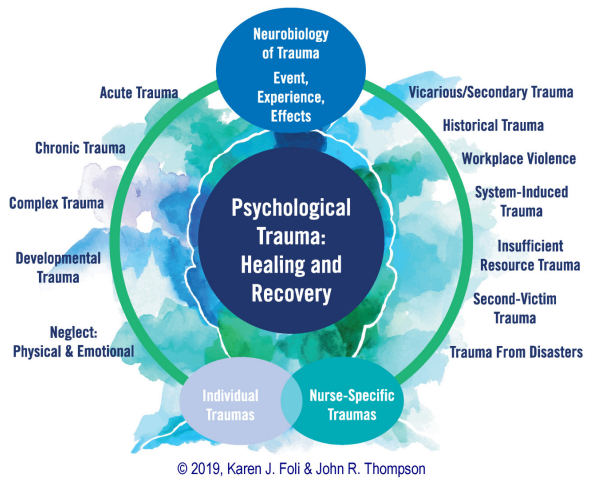 Neurobiology
of Trauma
Event,
Experience,
Effects
Acute Trauma
Chronic Trauma
Complex Trauma
Developmental
Trauma
Neglect:
Physical & Emotional
Vicarious/Secondary Trauma
Historical Trauma
Workplace Violence
System-Induced
Trauma
Insufficient
Resource Trauma
Second-Victim
Trauma
Trauma From Disasters
Psychological
Trauma:
Healing and
Recovery
Individual
Traumas
Nurse-Specific
Traumas
© 2019, Karen J. Foli & John R. Thompson